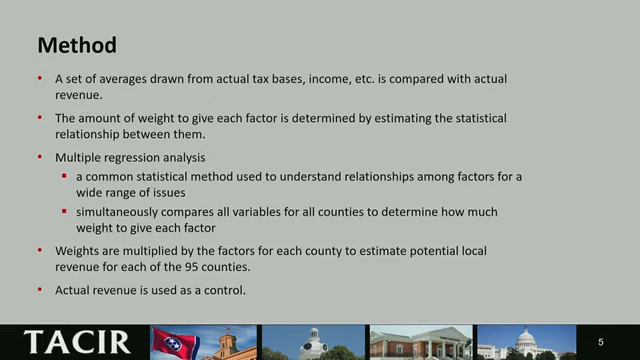 Method
• A set of averages drawn from actual tax bases, income, etc. is compared with actual
revenue.
• The amount of weight to give each factor is determined by estimating the statistical
relationship between them.
• Multiple regression analysis
▪ a common statistical method used to understand relationships among factors for a
wide range of issues
▪ simultaneously compares all variables for all counties to determine how much
weight to give each factor
• Weights are multiplied by the factors for each county to estimate potential local
revenue for each of the 95 counties.
• Actual revenue is used as a control.
TACIR
5